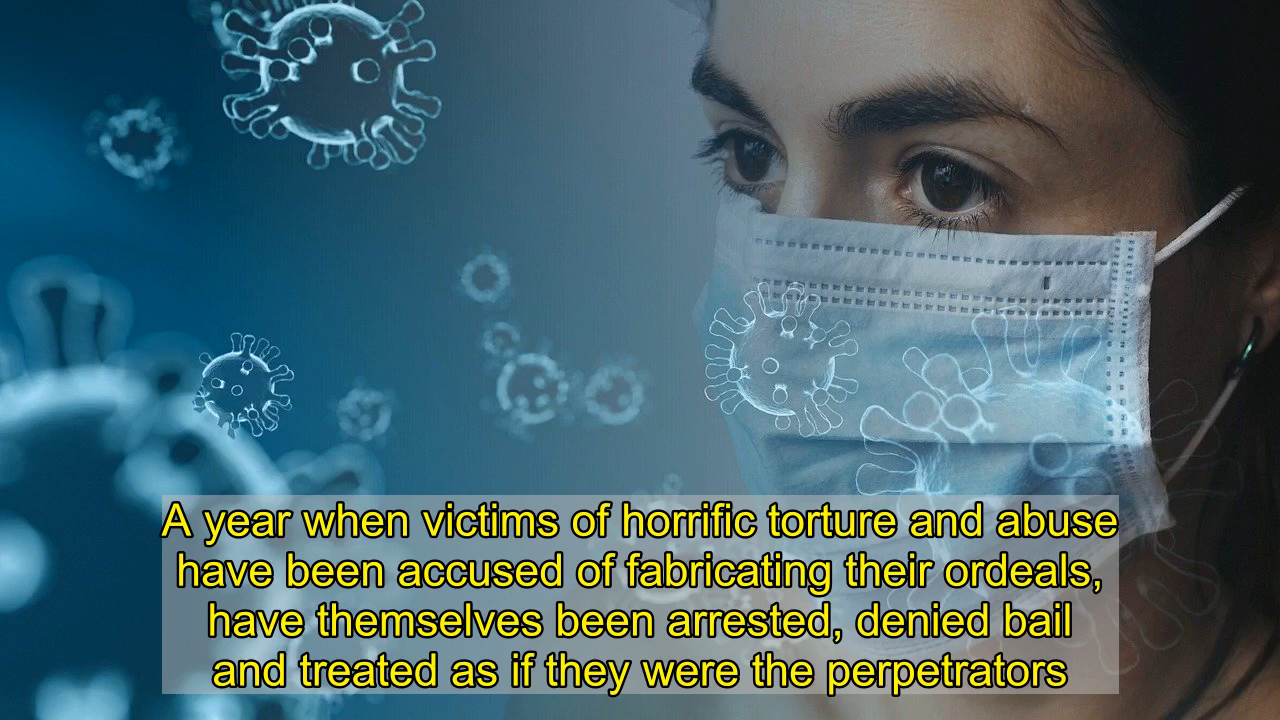 A year when victims of horrific torture and abuse
have been accused of fabricating their ordeals,
have themselves been arrested, denied bail
and treated as if they were the perpetrators